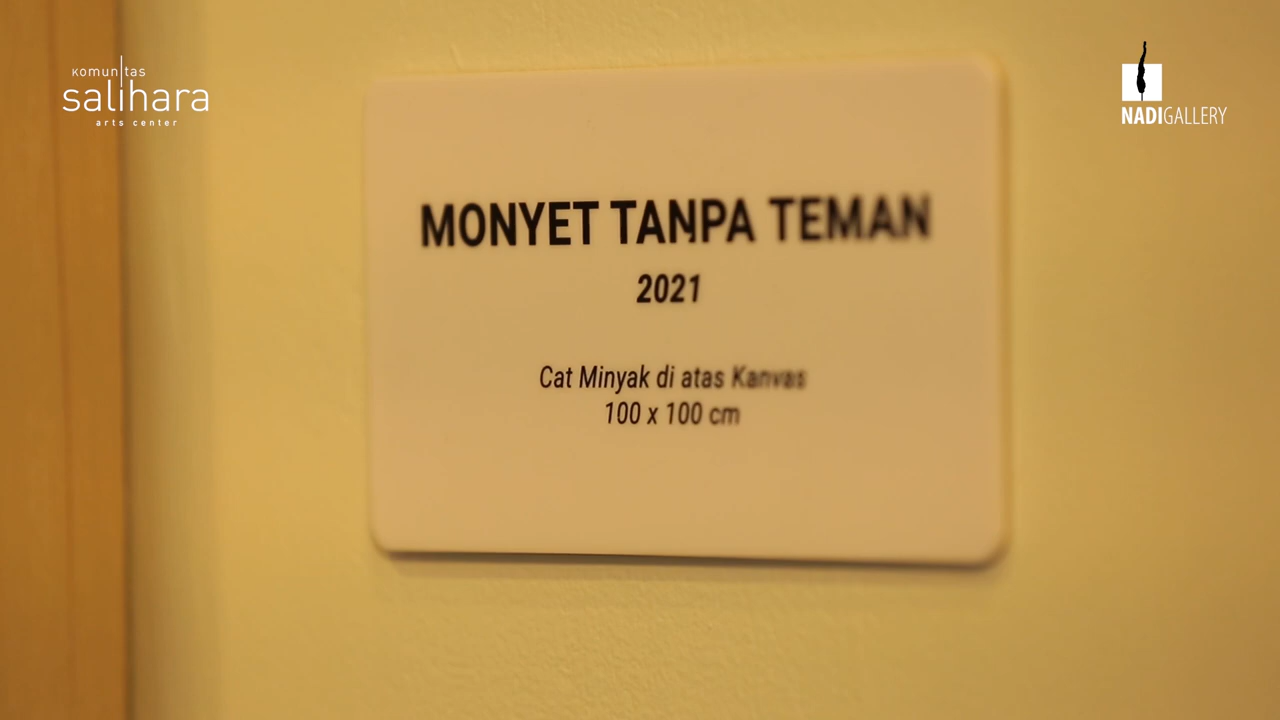 komunitas
salihara
arts center
NADIGALLERY
MONYET TANPA TEMAN
2021
Cat Minyak di atas Kanvas
100 x 100 cm